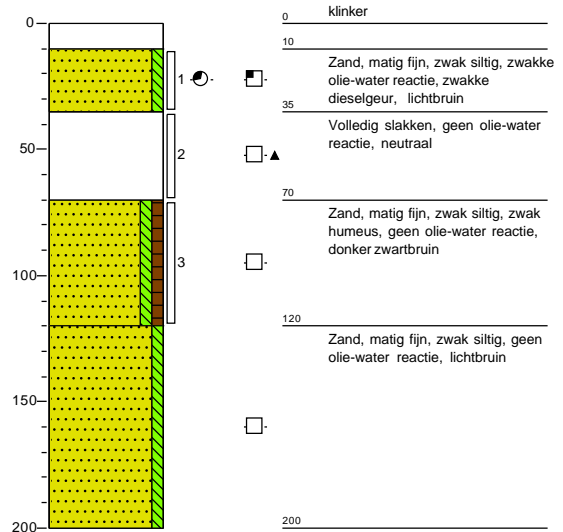 0
klinker
10
Zand, matig fijn, zwak siltig, zwakke
olie-water reactie, zwakke
dieselgeur, lichtbruin
35
Volledig slakken, geen olie-water
reactie, neutraal
70
Zand, matig fijn, zwak siltig, zwak
humeus, geen olie-water reactie,
donker zwartbruin
120
Zand, matig fijn, zwak siltig, geen
olie-water reactie, lichtbruin
200
0
50
100
150
200
1
2
3